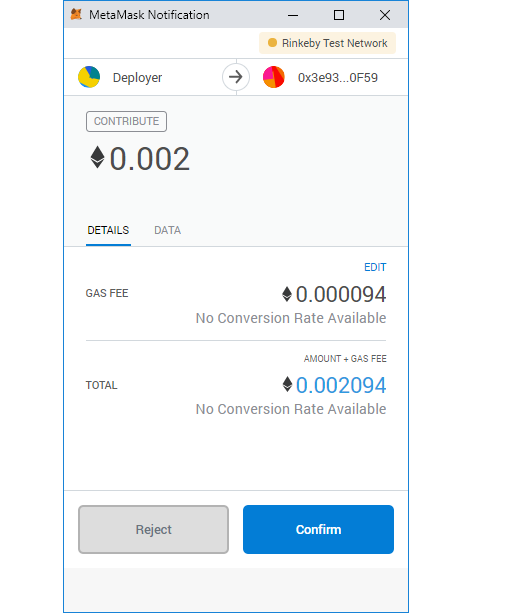 MetaMask Notification
Rinkeby Test Network
Deployer
0x3e93...0F59
CONTRIBUTE
0.002
DETAILS DATA
EDIT
GAS FEE 0.000094
No Conversion Rate Available
AMOUNT + GAS FEE
TOTAL 0.002094
No Conversion Rate Available
Reject Confirm